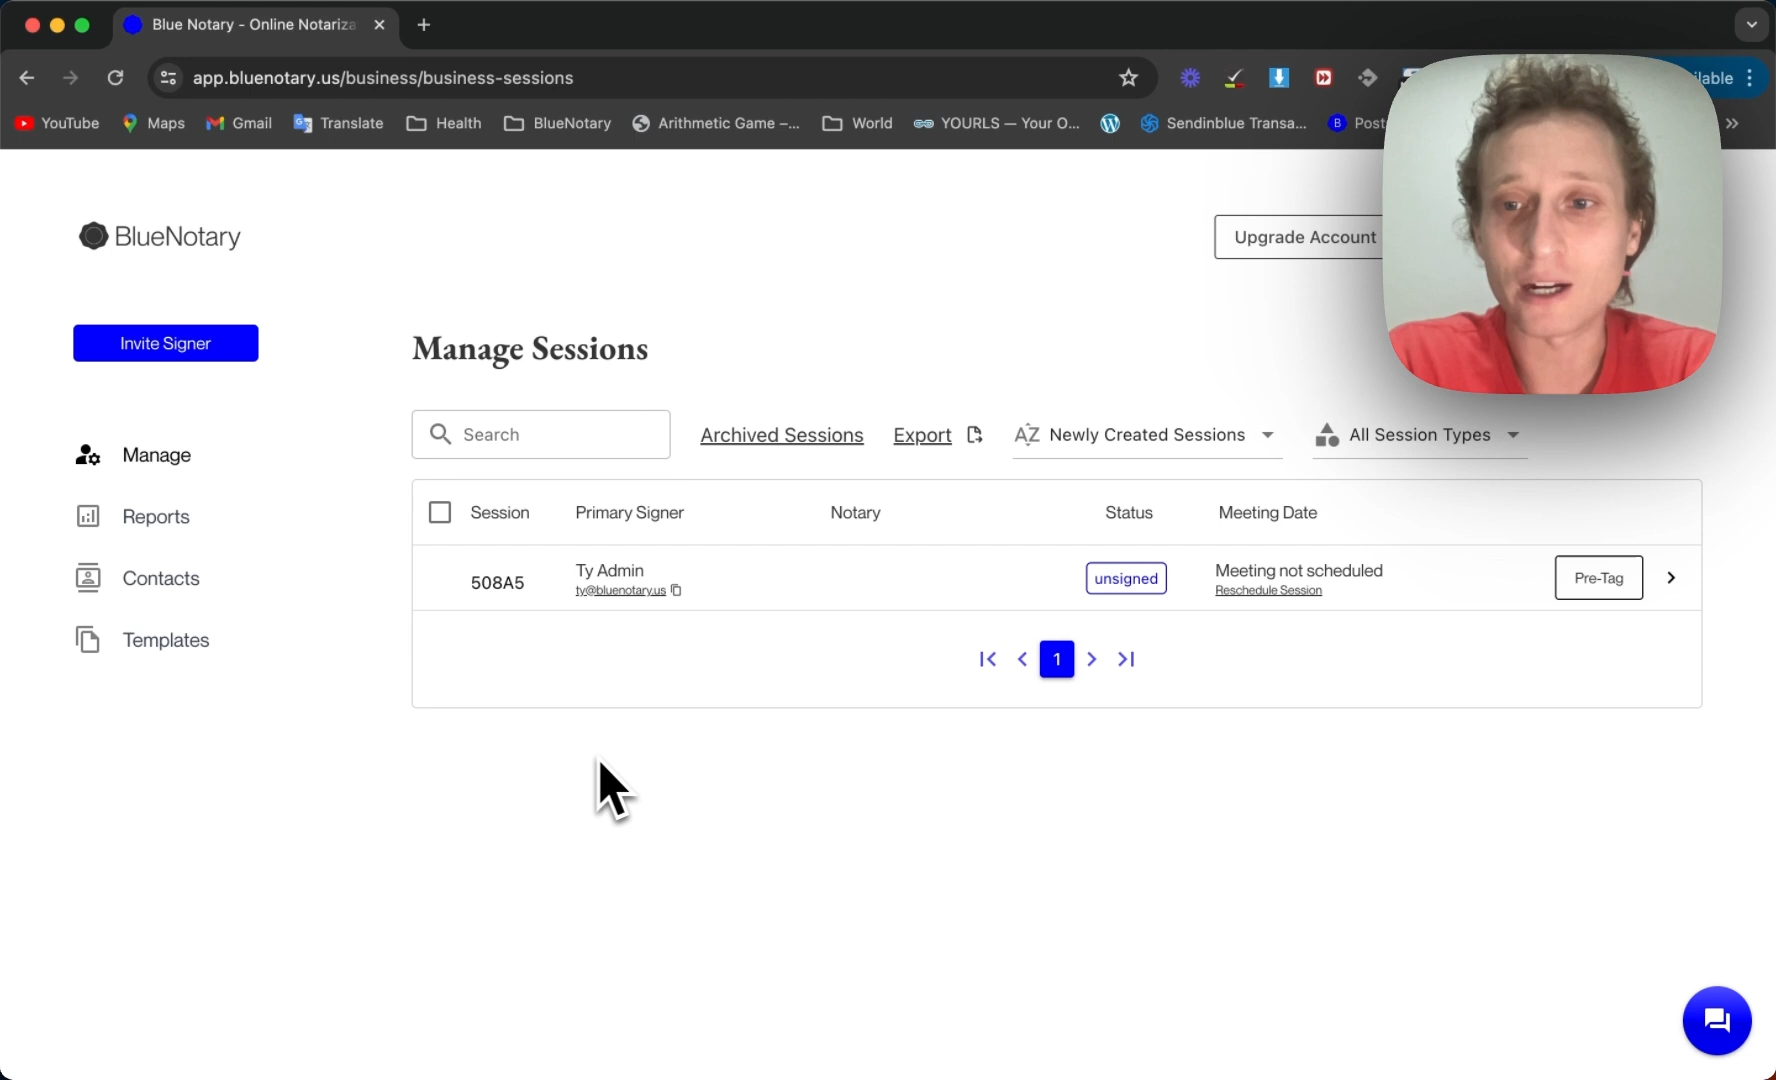 Blue Notary - Online Notariza
app.bluenotary.us/business/business-sessions
ilable
YouTube Maps Gmail Translate Health BlueNotary Arithmetic Game –... World YOURLS — Your O... Sendinblue Transa... B Post
BlueNotary
Upgrade Account
Invite Signer
Manage Sessions
Search Archived Sessions Export AZ Newly Created Sessions All Session Types
Manage
Reports
Contacts
Templates
Session Primary Signer Notary Status Meeting Date
508A5 Ty Admin unsigned Meeting not scheduled Pre-Tag
ty@bluenotary.us Reschedule Session
1